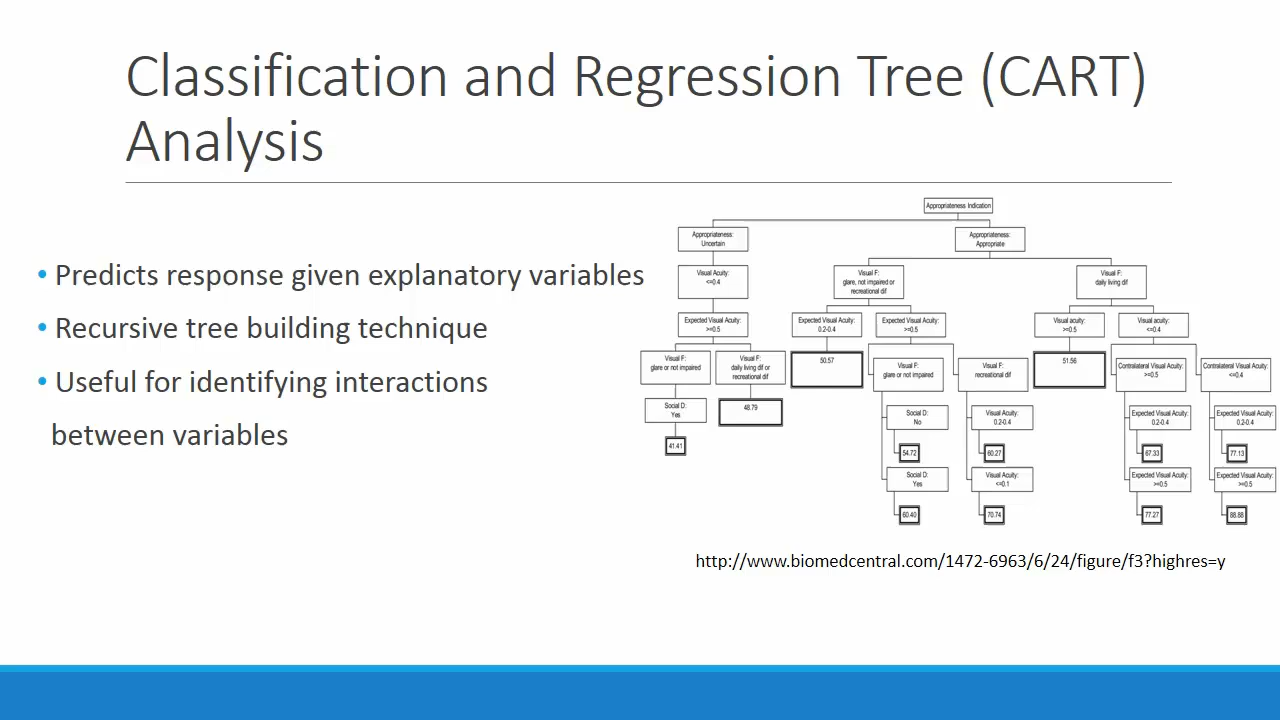 Classification and Regression Tree (CART)
Analysis
• Predicts response given explanatory variables
• Recursive tree building technique
• Useful for identifying interactions
between variables
Appropriateness Indication
Appropriateness:
Uncertain
Appropriateness:
Appropriate
Visual Acuity:
<=0.4
Visual F:
glare, not impaired or
recreational dif
Visual F:
daily living dif
Expected Visual Acuity:
>=0.5
Expected Visual Acuity:
0.2-0.4
Expected Visual Acuity:
>=0.5
Visual acuity:
>=0.5
Visual acuity:
<=0.4
Visual F:
glare or not impaired
Visual F:
daily living dif or
recreational dif
50.57
Visual F:
glare or not impaired
Visual F:
recreational dif
51.56
Contralateral Visual Acuity:
>=0.5
Contralateral Visual Acuity:
<=0.4
Social D:
Yes
48.79
Social D:
No
Visual Acuity:
0.2-0.4
Expected Visual Acuity:
0.2-0.4
Expected Visual Acuity:
0.2-0.4
41.41
54.72
60.27
67.33
77.13
Social D:
Yes
Visual Acuity:
<=0.1
Expected Visual Acuity:
>=0.5
Expected Visual Acuity:
>=0.5
60.40
70.74
77.27
88.88
http://www.biomedcentral.com/1472-6963/6/24/figure/f3?highres=y